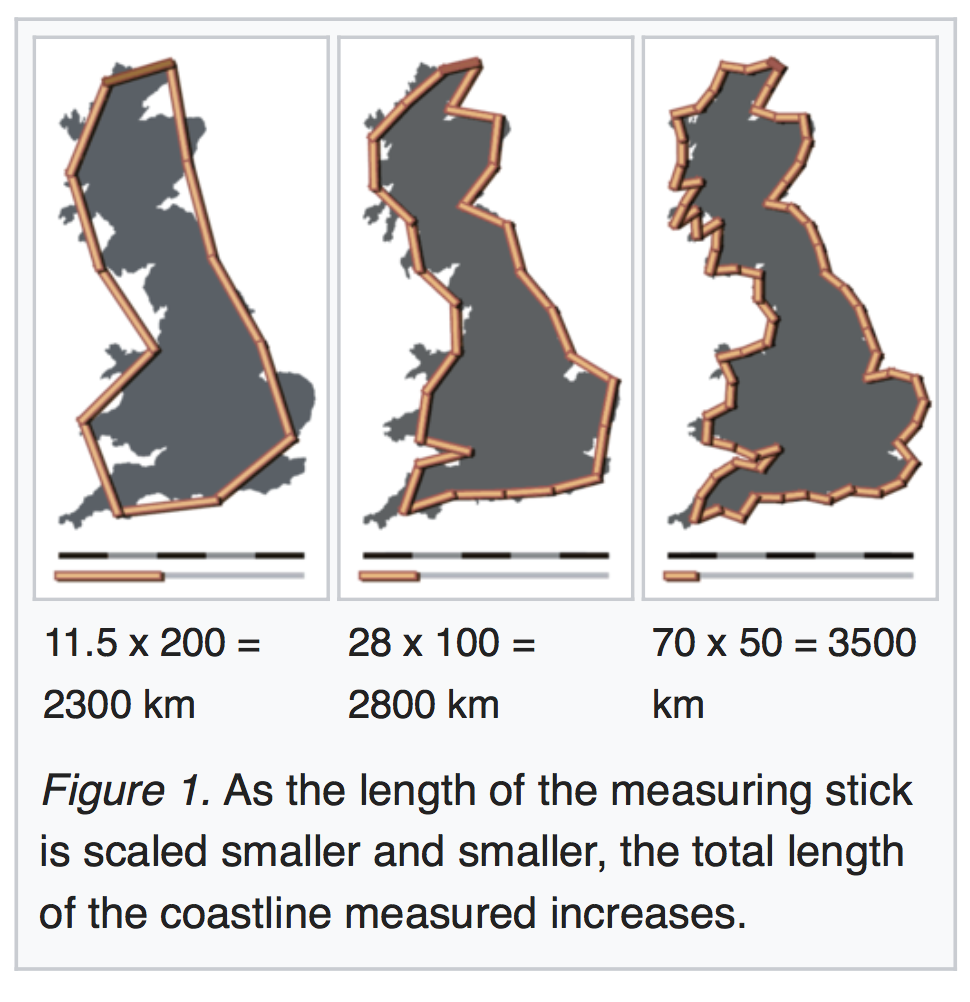 11.5 x 200 =
2300 km
28 x 100 =
2800 km
70 x 50 = 3500
km
Figure 1. As the length of the measuring stick
is scaled smaller and smaller, the total length
of the coastline measured increases.